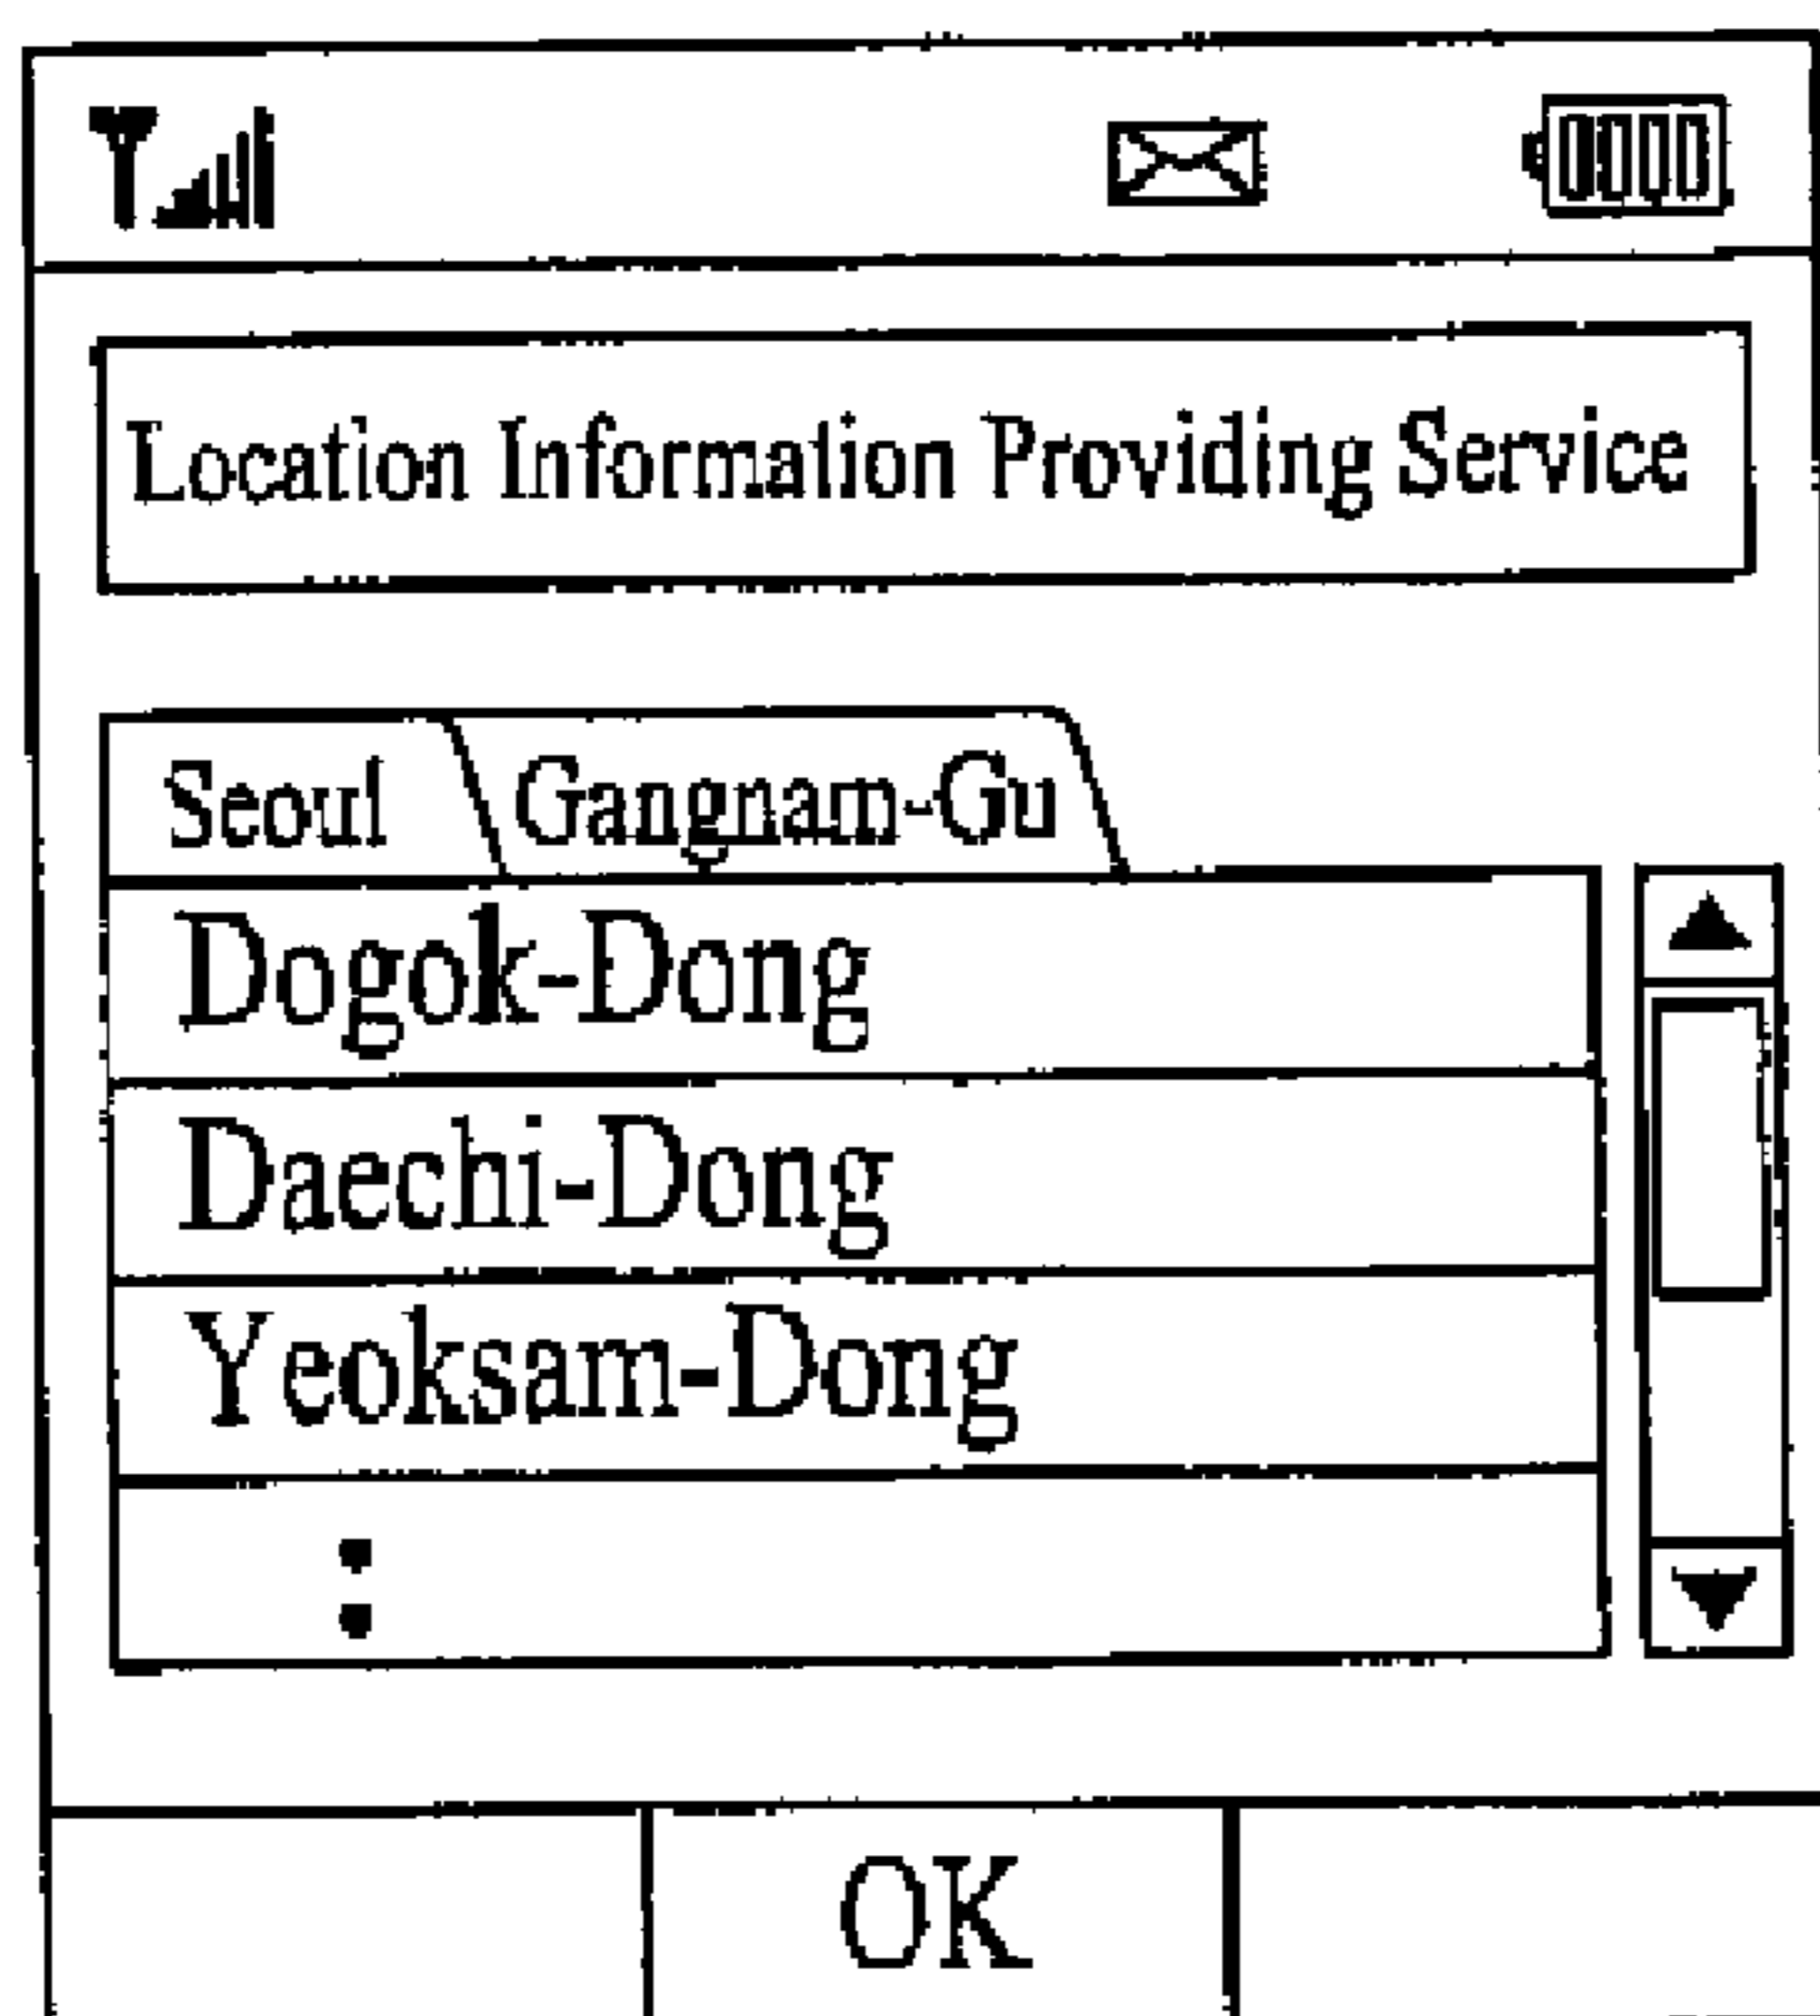 Location Information Providing Service
Seoul Gangnam-Gu
Dogok-Dong
Daechi-Dong
Yeoksam-Dong
:
OK